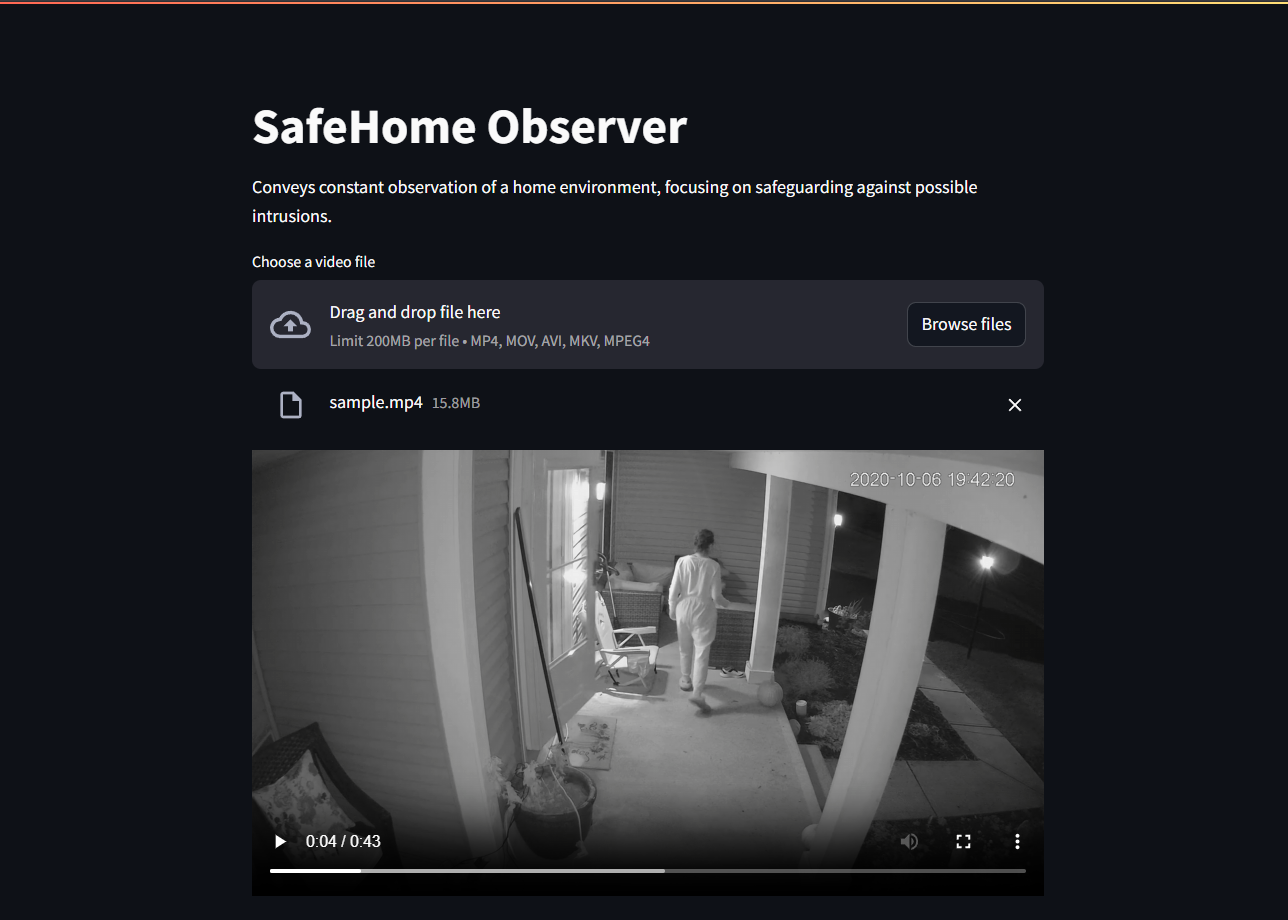 SafeHome Observer
Conveys constant observation of a home environment, focusing on safeguarding against possible
intrusions.
Choose a video file
Drag and drop file here
Limit 200MB per file • MP4, MOV, AVI, MKV, MPEG4
Browse files
sample.mp4 15.8MB
2020-10-06 19:42:20
0:04 / 0:43